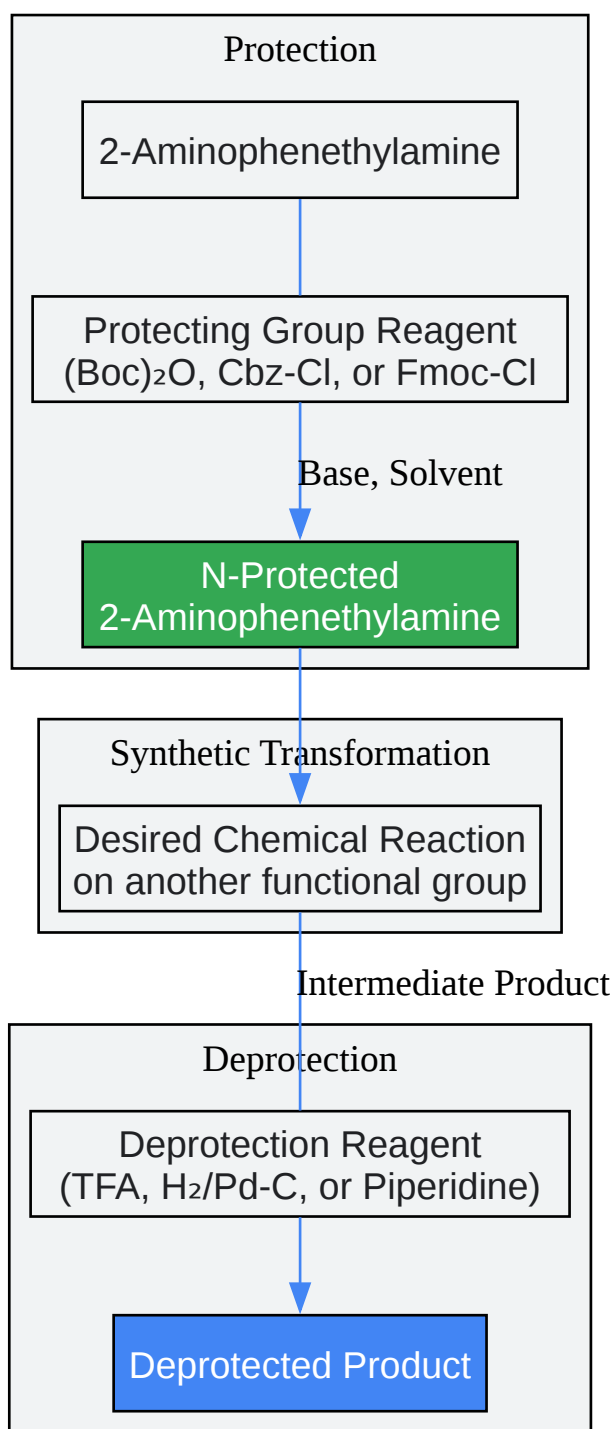 Protection
2-Aminophenethylamine
Protecting Group Reagent
(Boc)₂O, Cbz-Cl, or Fmoc-Cl
Base, Solvent
N-Protected
2-Aminophenethylamine
Synthetic Transformation
Desired Chemical Reaction
on another functional group
Intermediate Product
Deprotection
Deprotection Reagent
(TFA, H₂/Pd-C, or Piperidine)
Deprotected Product